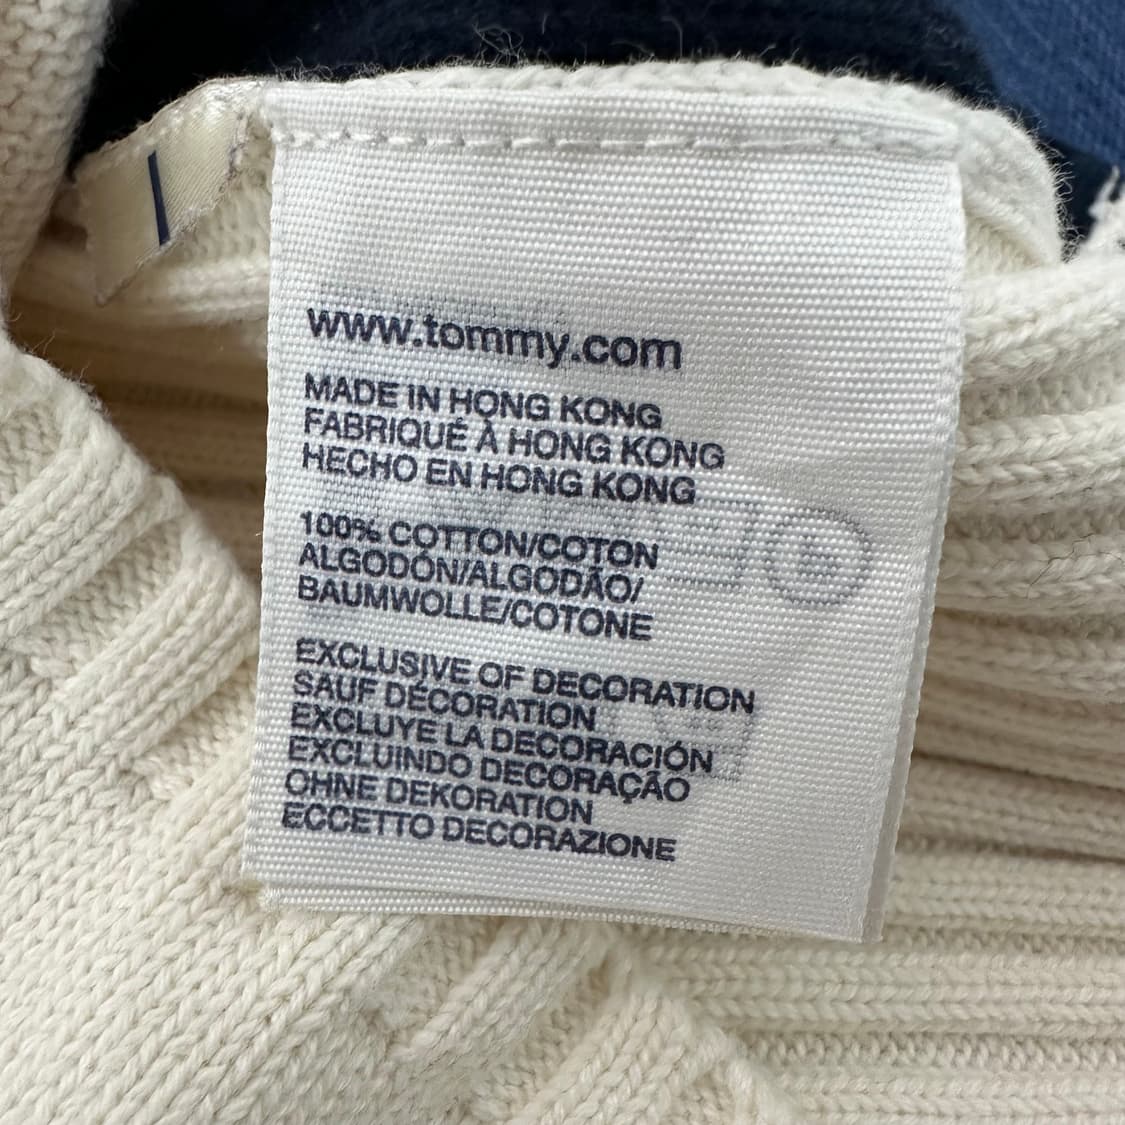 www.tommy.com
MADE IN HONG KONG
FABRIQUÉ À HONG KONG
HECHO EN HONG KONG
100% COTTON/COTON
ALGODÓN/ALGODÃO/
BAUMWOLLE/COTONE
EXCLUSIVE OF DECORATION
SAUF DÉCORATION
EXCLUYE LA DECORACIÓN
EXCLUINDO DECORAÇÃO
OHNE DEKORATION
ECCETTO DECORAZIONE